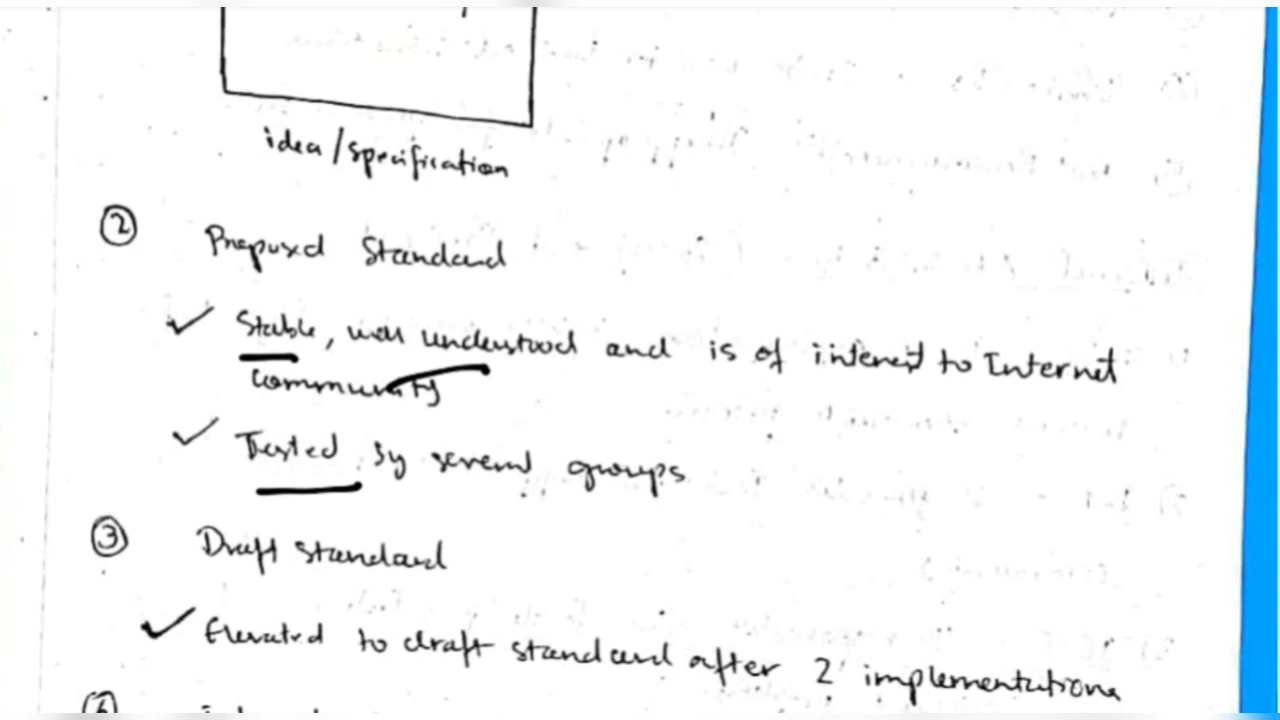 idea/specification
② Proposed Standard
✓ Stable, well understood and is of interest to Internet
community
✓ Tested by several groups
③ Draft standard
✓ Elevated to draft standard after 2 implementations